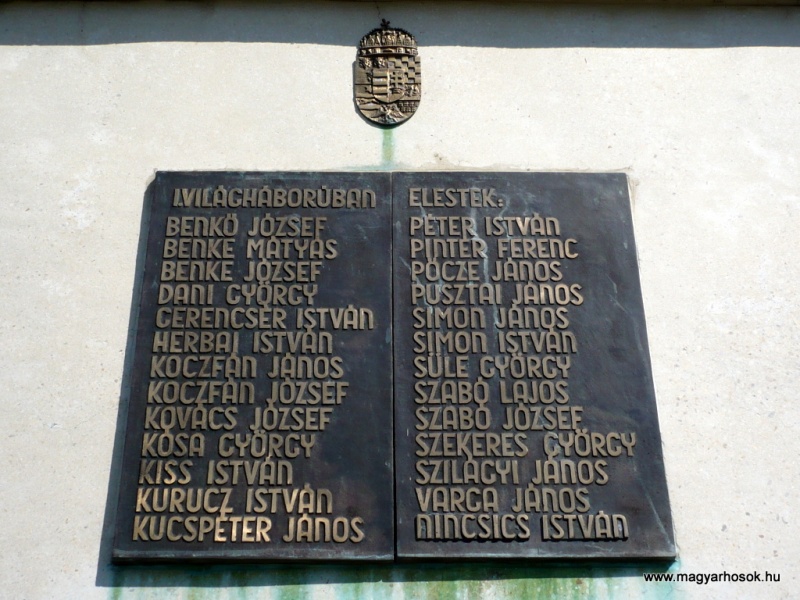 I.VILÁGHÁBORÚBAN ELESTEK:
BENKŐ JÓZSEF
BENKE MÁTYÁS
BENKE JÓZSEF
DANI GYÖRGY
GERENCSÉR ISTVÁN
HERBAI ISTVÁN
KOCZFÁN JÁNOS
KOCZFÁN JÓZSEF
KOVÁCS JÓZSEF
KÓSA GYÖRGY
KISS ISTVÁN
KURUCZ ISTVÁN
KUCSPÉTER JÁNOS
PÉTER ISTVÁN
PINTÉR FERENC
PŐCZE JÁNOS
PUSZTAI JÁNOS
SIMON JÁNOS
SIMON ISTVÁN
SÜLE GYÖRGY
SZABÓ LAJOS
SZABÓ JÓZSEF
SZEKERES GYÖRGY
SZILÁGYI JÁNOS
VARGA JÁNOS
NINCSICS ISTVÁN
www.magyarhosok.hu